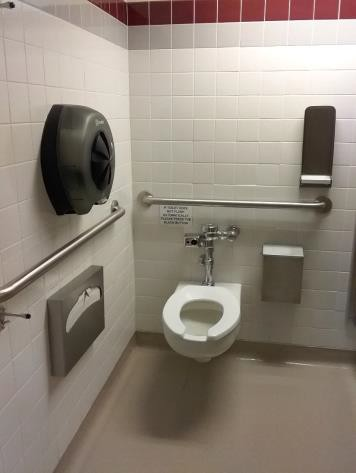 IF TOILET DOES
NOT FLUSH
AUTOMATICALLY
PLEASE PRESS THE
BLACK BUTTON